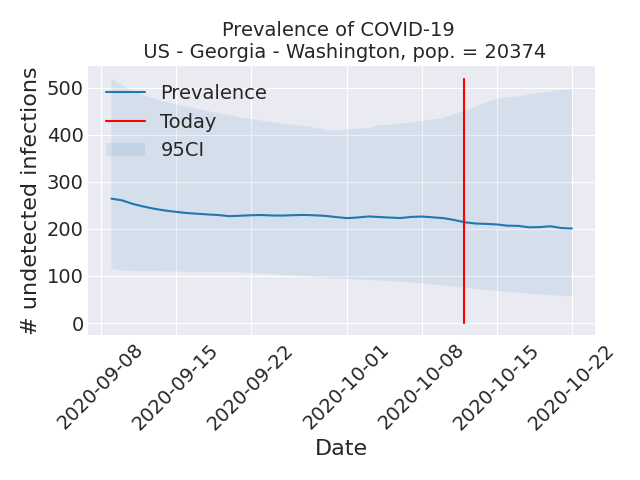 Prevalence of COVID-19
US - Georgia - Washington, pop. = 20374
# undetected infections
500
400
300
200
100
0
Prevalence
Today
95CI
2020-09-08
2020-09-15
2020-09-22
2020-10-01
2020-10-08
2020-10-15
2020-10-22
Date